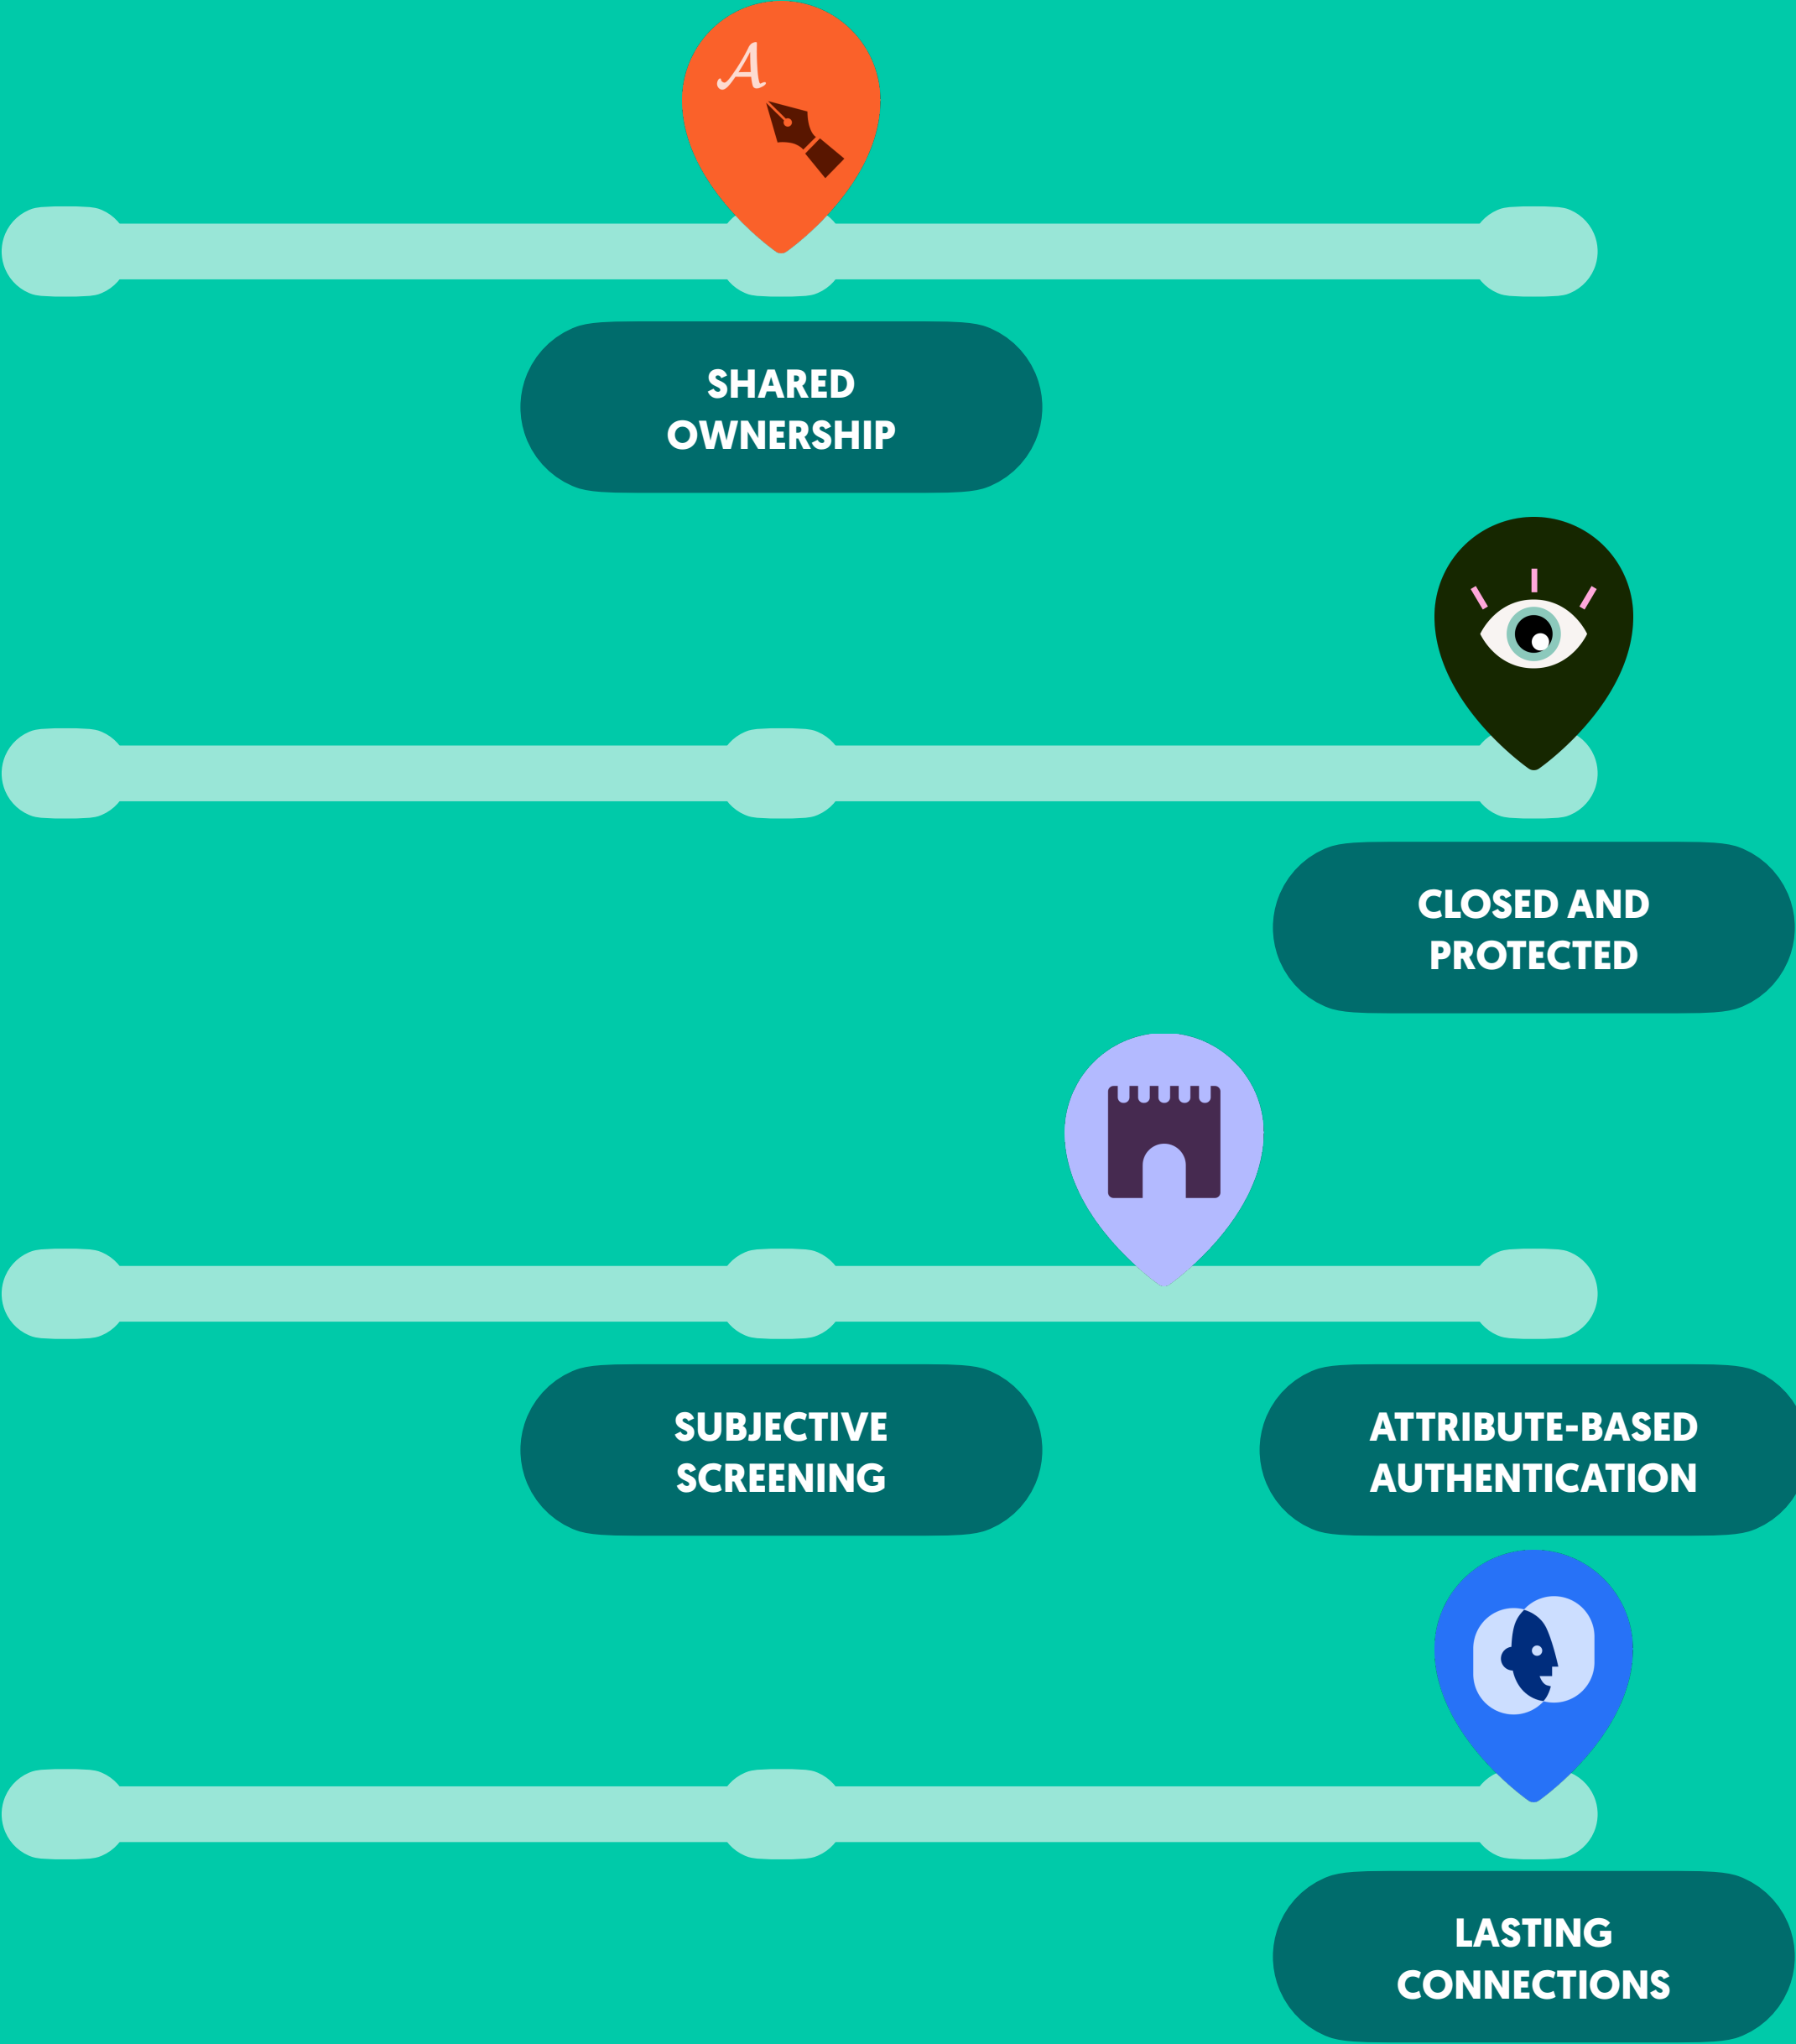 A
SHARED
OWNERSHIP
CLOSED AND
PROTECTED
SUBJECTIVE
SCREENING
ATTRIBUTE-BASED
AUTHENTICATION
LASTING
CONNECTIONS